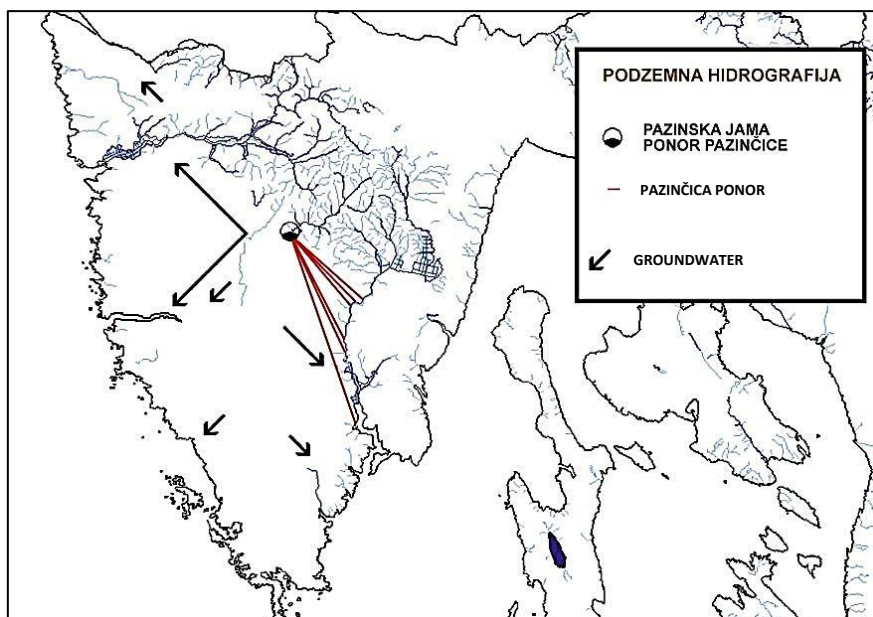 PODZEMNA HIDROGRAFIJA
PAZINSKA JAMA
PONOR PAZINČICE
PAZINČICA PONOR
GROUNDWATER